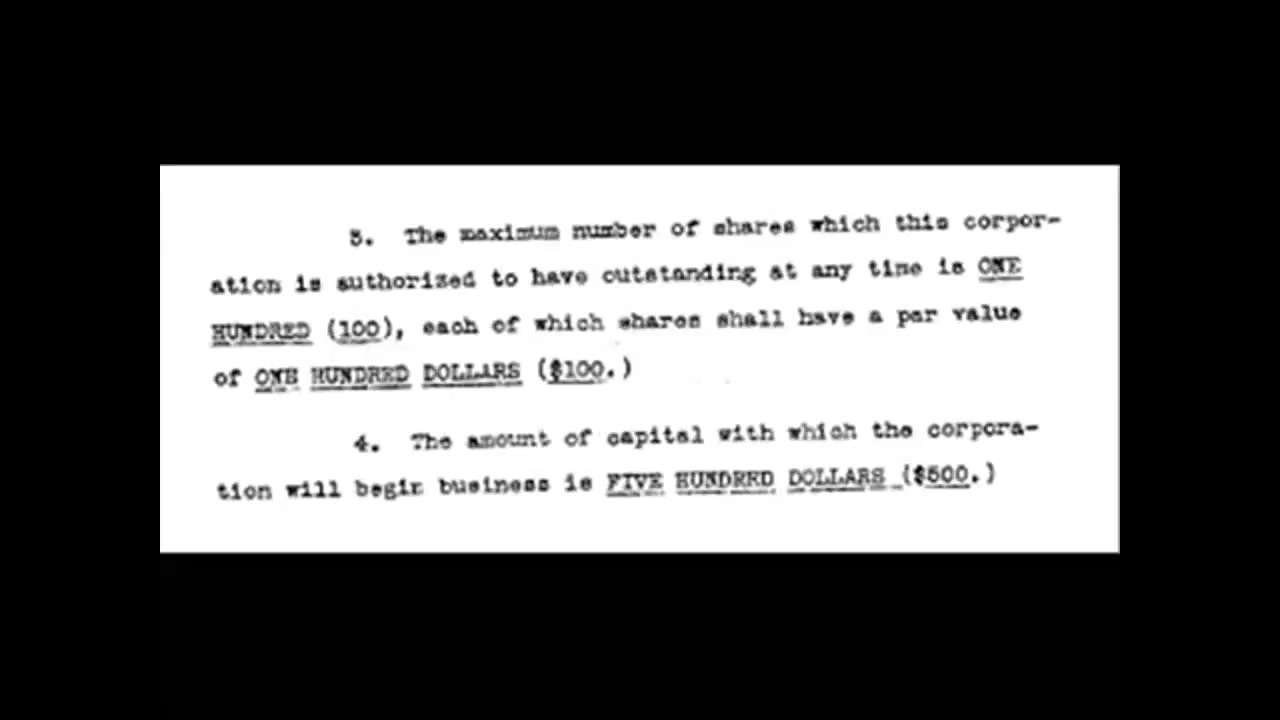 3. The maximum number of shares which this corpor-
ation is authorized to have outstanding at any time is ONE
HUNDRED (100), each of which shares shall have a par value
of ONE HUNDRED DOLLARS ($100.)
4. The amount of capital with which the corpora-
tion will begin business is FIVE HUNDRED DOLLARS ($500.)